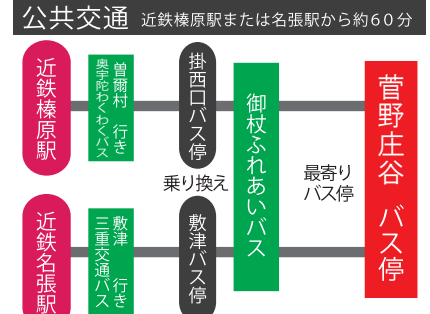 公共交通 近鉄榛原駅または名張駅から約60分
近鉄榛原駅
曽爾村 行き
奥宇陀わくわくバス
掛西口バス停
乗り換え
近鉄名張駅
敷津 行き
三重交通バス
敷津バス停
御杖ふれあいバス
最寄り
バス停
菅野庄谷 バス停